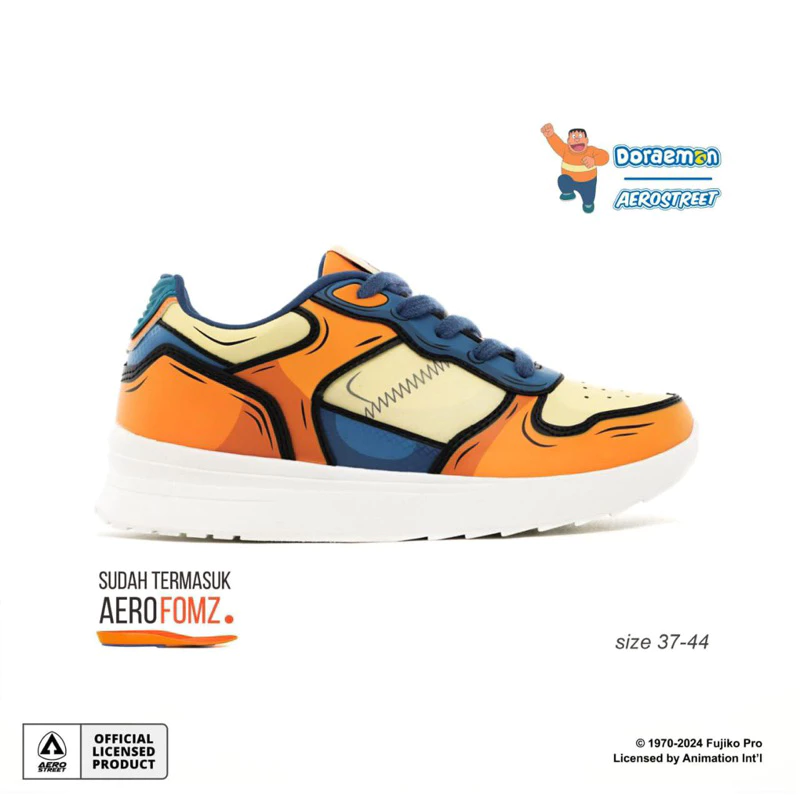 Doraemon
AEROSTREET
SUDAH TERMASUK
AEROFOMZ.
size 37-44
AERO
STREET
OFFICIAL
LICENSED
PRODUCT
© 1970-2024 Fujiko Pro
Licensed by Animation Int'l